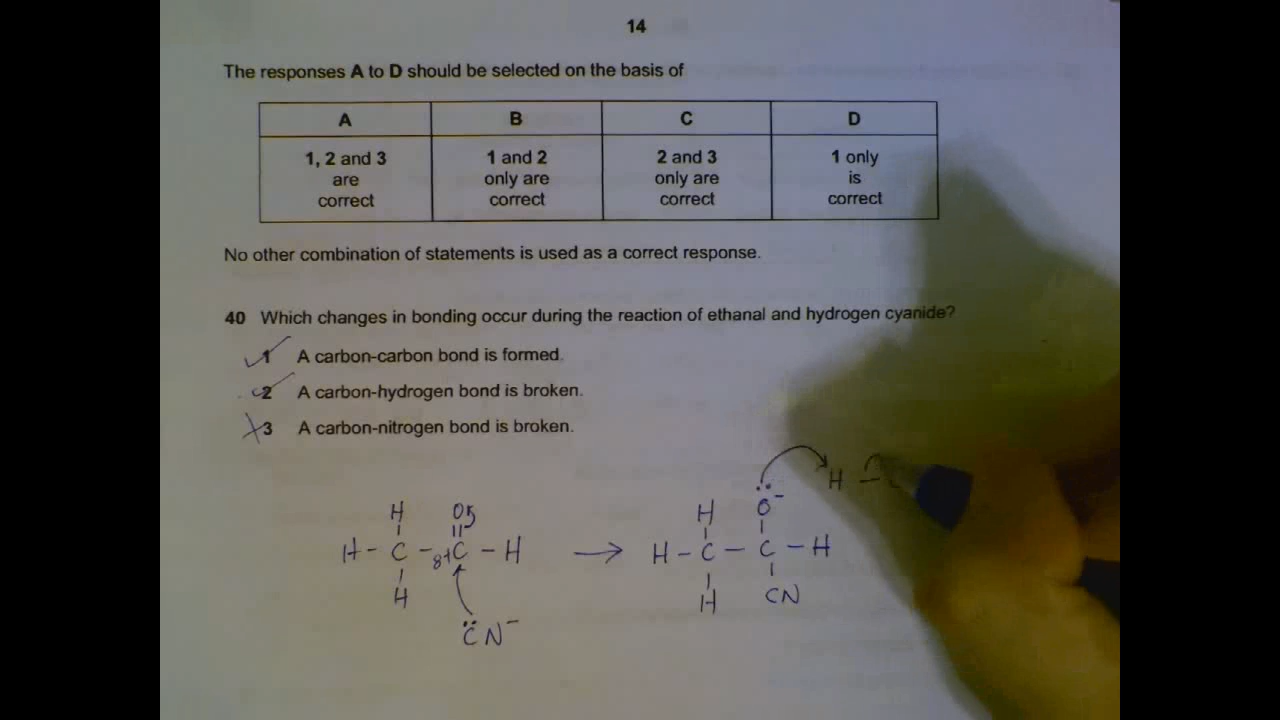 14
The responses A to D should be selected on the basis of
A B C D
1, 2 and 3 1 and 2 2 and 3 1 only
are only are only are is
correct correct correct correct
No other combination of statements is used as a correct response.
40 Which changes in bonding occur during the reaction of ethanal and hydrogen cyanide?
1 A carbon-carbon bond is formed.
2 A carbon-hydrogen bond is broken.
3 A carbon-nitrogen bond is broken.
H –
H Oδ H O⁻
H – C – δ+C – H → H – C – C – H
H H CN
CN⁻